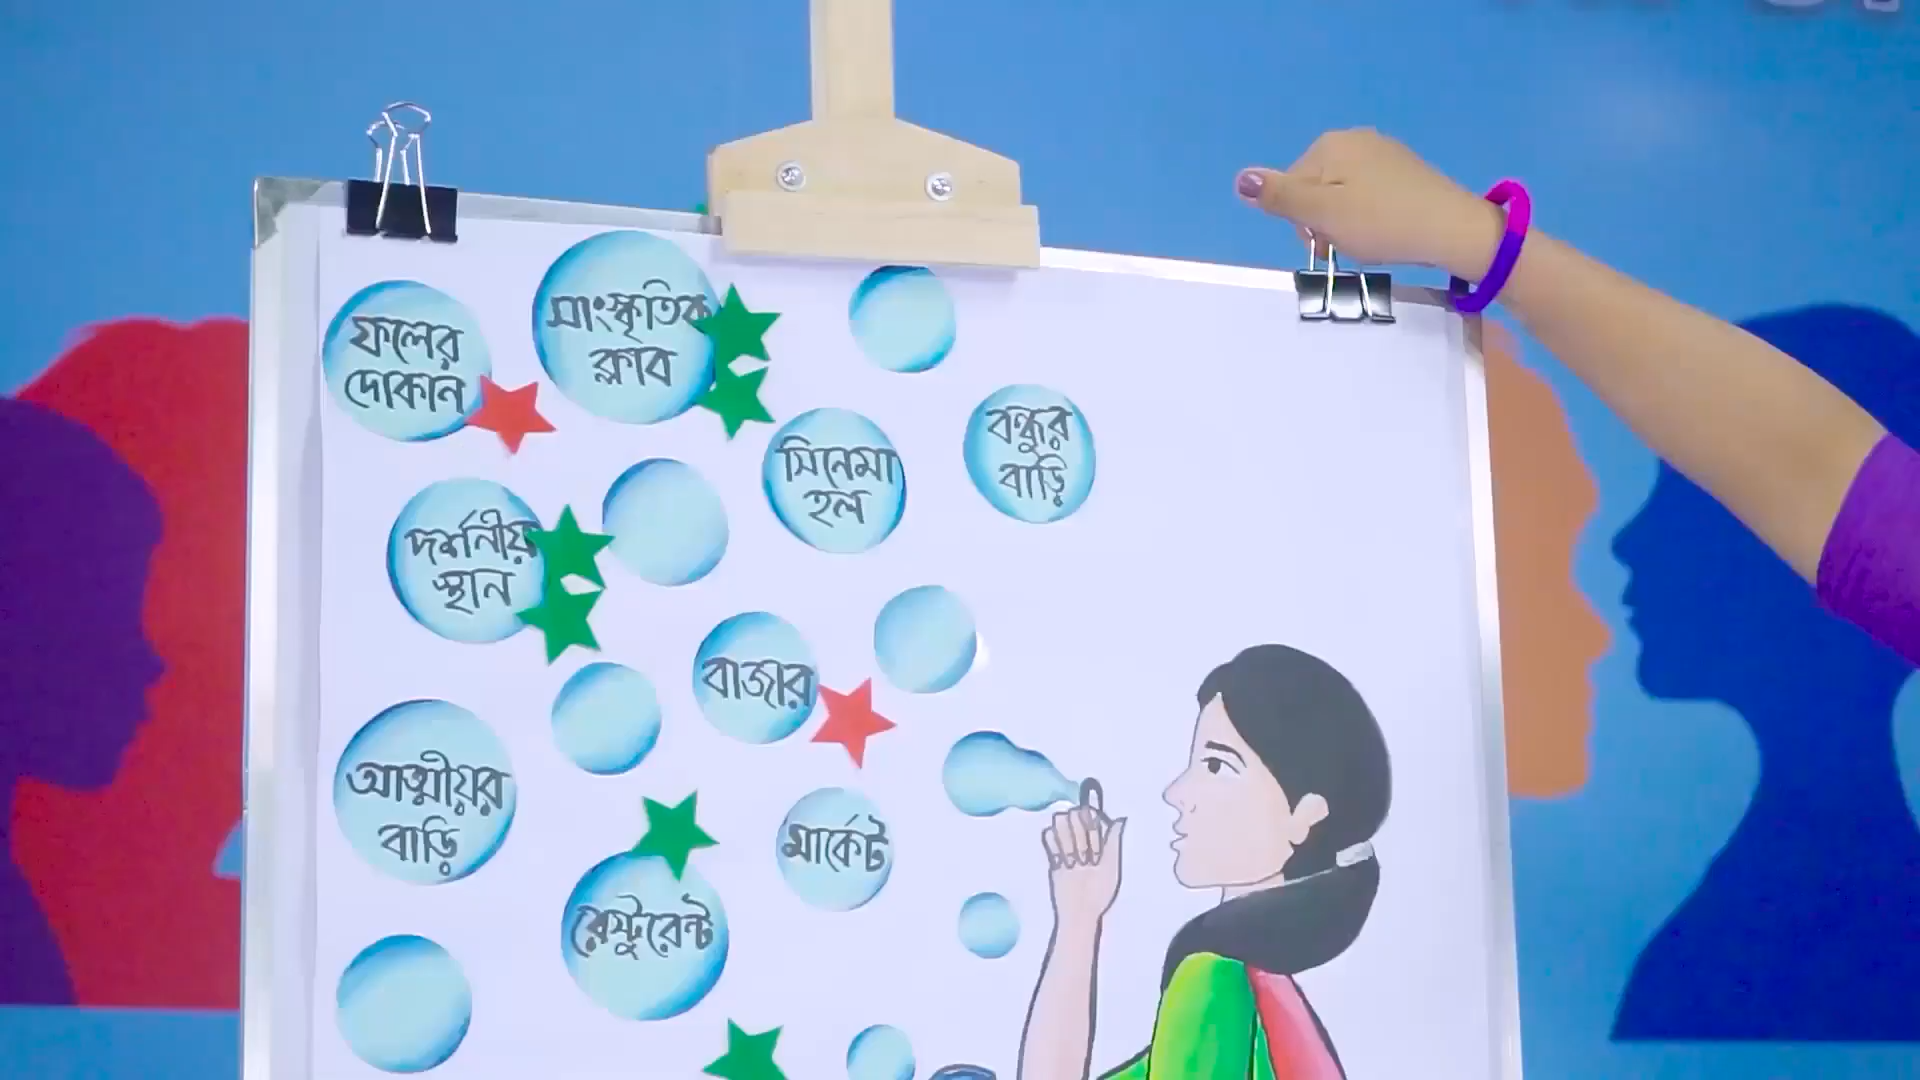 ফলের
দোকান
সাংস্কৃতিক
ক্লাব
সিনেমা
হল
বন্ধুর
বাড়ি
দর্শনীয়
স্থান
বাজার
আত্মীয়র
বাড়ি
মার্কেট
রেস্টুরেন্ট